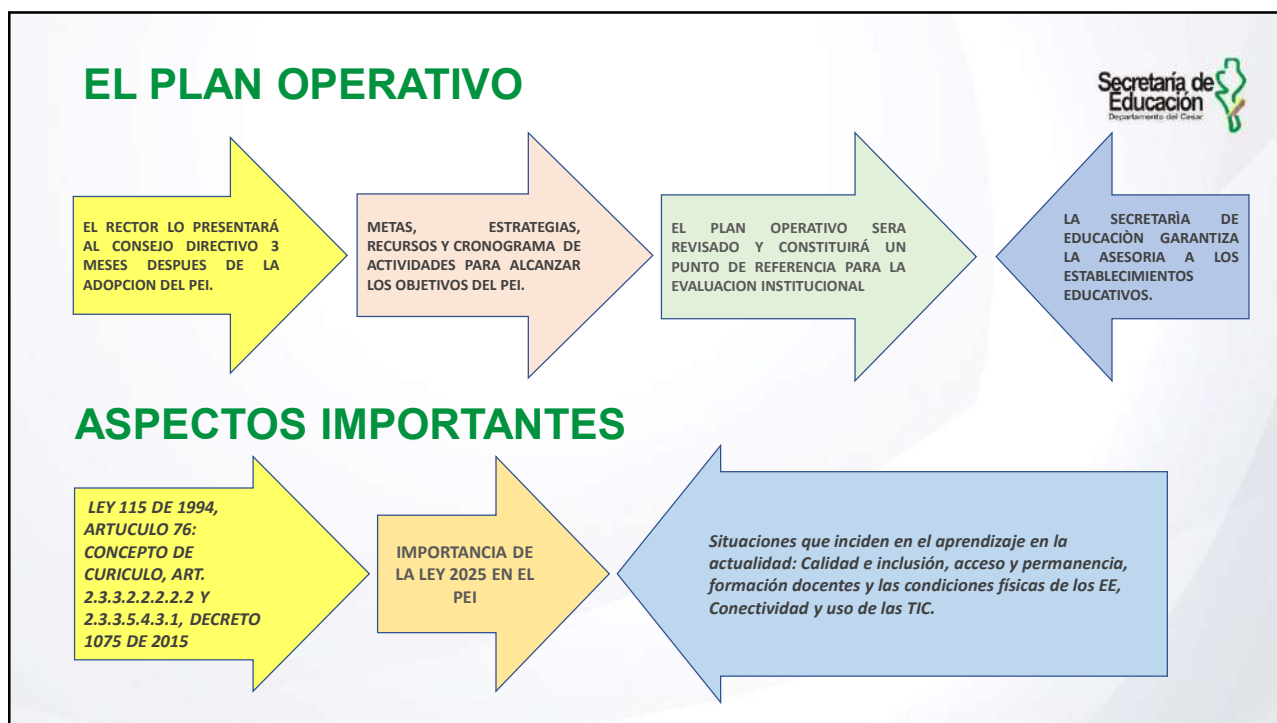 EL PLAN OPERATIVO
Secretaría de
Educación
Departamento del Cesar
EL RECTOR LO PRESENTARÁ
AL CONSEJO DIRECTIVO 3
MESES DESPUES DE LA
ADOPCION DEL PEI.
METAS, ESTRATEGIAS,
RECURSOS Y CRONOGRAMA DE
ACTIVIDADES PARA ALCANZAR
LOS OBJETIVOS DEL PEI.
EL PLAN OPERATIVO SERA
REVISADO Y CONSTITUIRÁ UN
PUNTO DE REFERENCIA PARA LA
EVALUACION INSTITUCIONAL
LA SECRETARÌA DE
EDUCACIÒN GARANTIZA
LA ASESORIA A LOS
ESTABLECIMIENTOS
EDUCATIVOS.
ASPECTOS IMPORTANTES
LEY 115 DE 1994,
ARTUCULO 76:
CONCEPTO DE
CURICULO, ART.
2.3.3.2.2.2.2.2 Y
2.3.3.5.4.3.1, DECRETO
1075 DE 2015
IMPORTANCIA DE
LA LEY 2025 EN EL
PEI
Situaciones que inciden en el aprendizaje en la
actualidad: Calidad e inclusión, acceso y permanencia,
formación docentes y las condiciones físicas de los EE,
Conectividad y uso de las TIC.